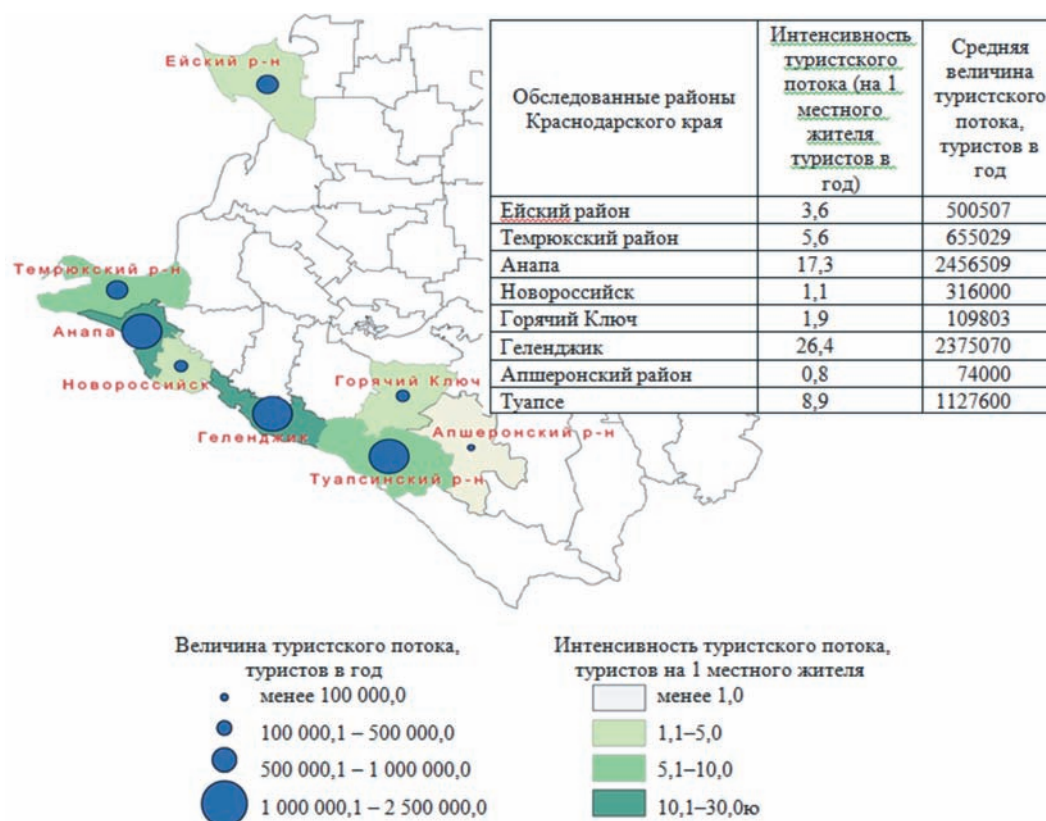 Обследованные районы
Краснодарского края
Интенсивность
туристского
потока (на 1
местного
жителя
туристов в
год)
Средняя
величина
туристского
потока,
туристов в
год
Ейский район 3,6 500507
Темрюкский район 5,6 655029
Анапа 17,3 2456509
Новороссийск 1,1 316000
Горячий Ключ 1,9 109803
Геленджик 26,4 2375070
Апшеронский район 0,8 74000
Туапсе 8,9 1127600
Ейский р-н
Темрюкский р-н
Анапа
Новороссийск
Горячий Ключ
Геленджик
Апшеронский р-н
Туапсинский р-н
Величина туристского потока,
туристов в год
менее 100 000,0
100 000,1 – 500 000,0
500 000,1 – 1 000 000,0
1 000 000,1 – 2 500 000,0
Интенсивность туристского потока,
туристов на 1 местного жителя
менее 1,0
1,1–5,0
5,1–10,0
10,1–30,0ю